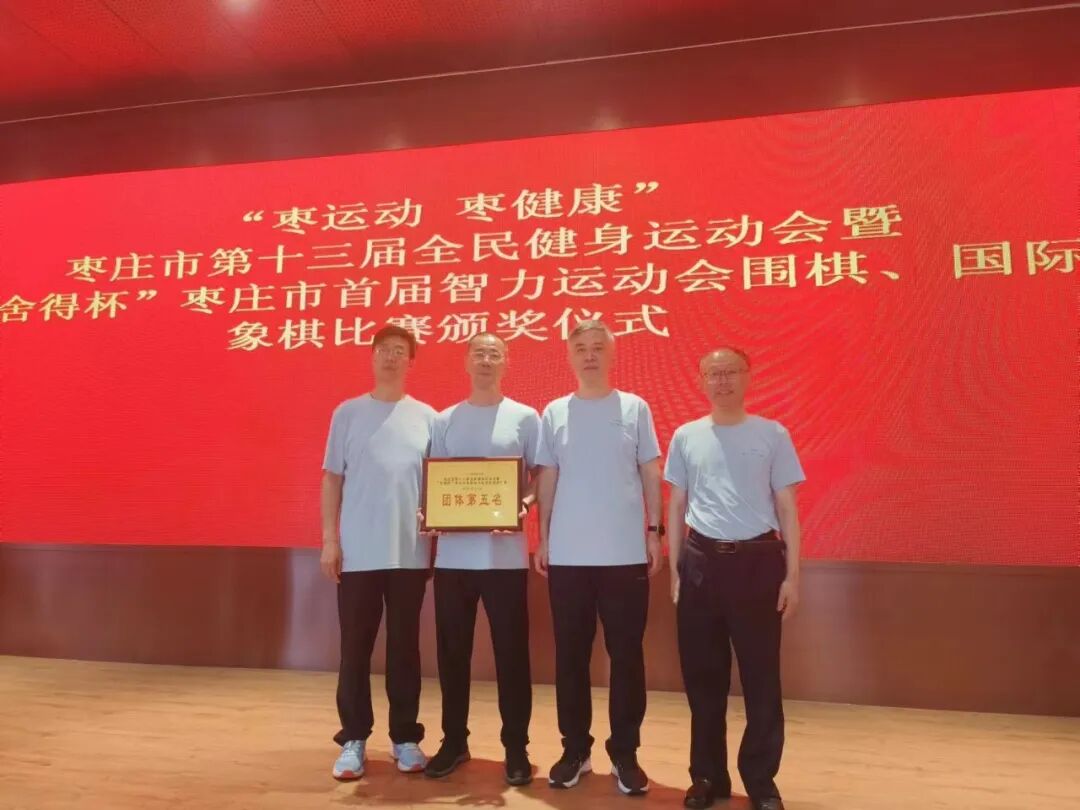 “枣运动 枣健康”
枣庄市第十三届全民健身运动会暨
舍得杯”枣庄市首届智力运动会围棋、国际
象棋比赛颁奖仪式
团体第五名